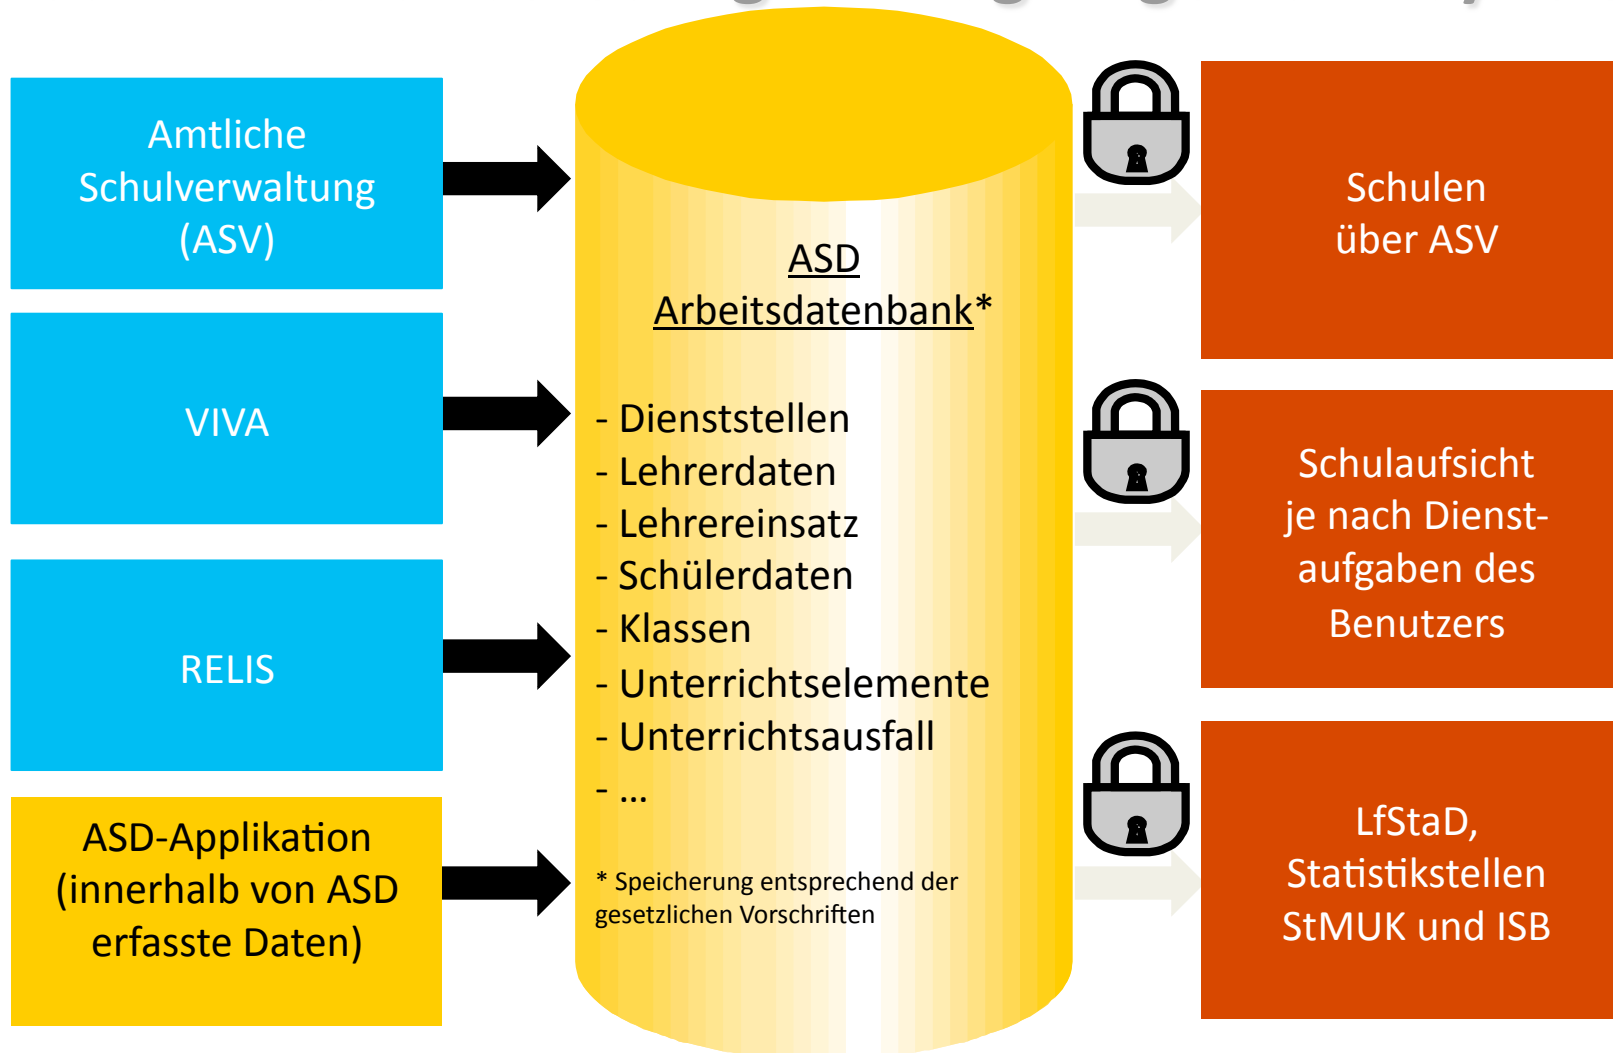 Amtliche
Schulverwaltung
(ASV)
VIVA
RELIS
ASD-Applikation
(innerhalb von ASD
erfasste Daten)
ASD
Arbeitsdatenbank*
- Dienststellen
- Lehrerdaten
- Lehrereinsatz
- Schülerdaten
- Klassen
- Unterrichtselemente
- Unterrichtsausfall
- ...
* Speicherung entsprechend der
gesetzlichen Vorschriften
Schulen
über ASV
Schulaufsicht
je nach Dienst-
aufgaben des
Benutzers
LfStaD,
Statistikstellen
StMUK und ISB